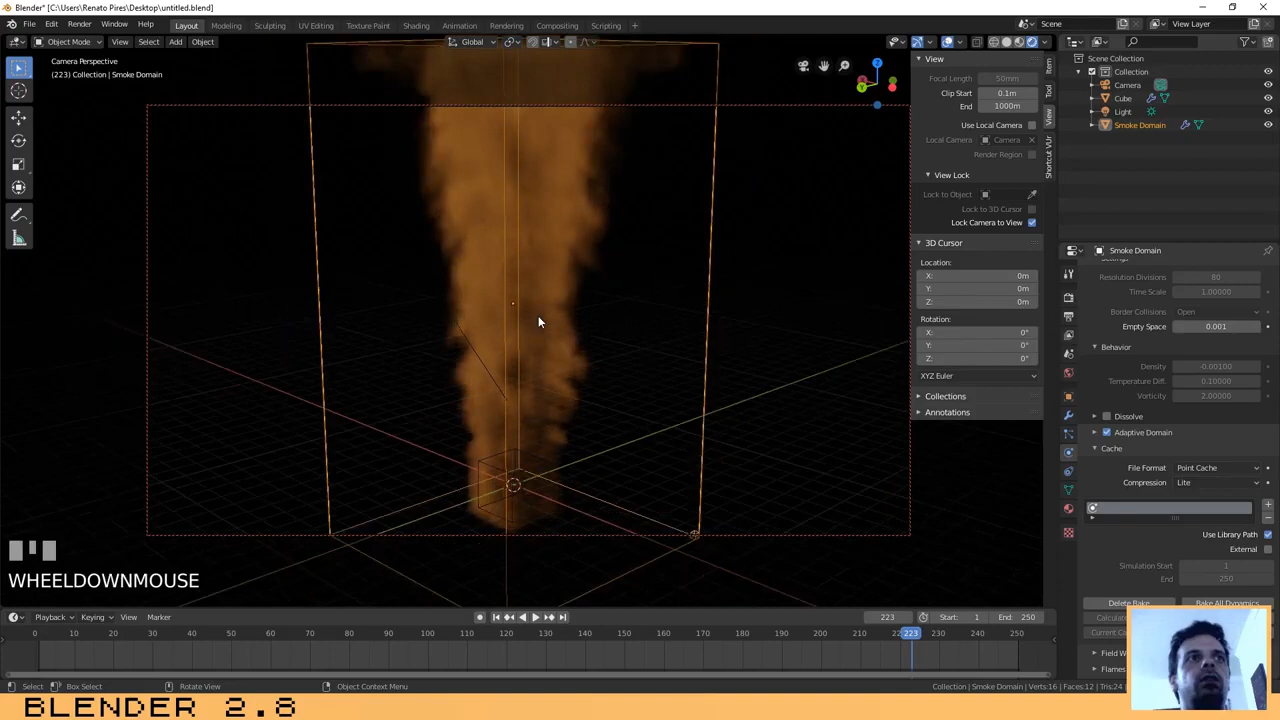 Blender* [C:\Users\Renato Pires\Desktop\untitled.blend]
File Edit Render Window Help Layout Modeling Sculpting UV Editing Texture Paint Shading Animation Rendering Compositing Scripting Scene View Layer
Object Mode View Select Add Object Global
Camera Perspective
(223) Collection | Smoke Domain
Z
View
Focal Length 50mm
Clip Start 0.1m
End 1000m
Use Local Camera
Local Camera Camera
Render Region
View Lock
Lock to Object
Lock to 3D Cursor
Lock Camera to View
3D Cursor
Location:
X: 0m
Y: 0m
Z: 0m
Rotation:
X: 0°
Y: 0°
Z: 0°
XYZ Euler
Collections
Annotations
Item
Tool
View
Shortcut VUr
Scene Collection
Collection
Camera
Cube
Light
Smoke Domain
Smoke Domain
Resolution Divisions 80
Time Scale 1.00000
Border Collisions Open
Empty Space 0.001
Behavior
Density -0.00100
Temperature Diff. 0.10000
Vorticity 2.00000
Dissolve
Adaptive Domain
Cache
File Format Point Cache
Compression Lite
Use Library Path
External
Simulation Start 1
End 250
Delete Bake Bake All Dynamics
WHEELDOWNMOUSE
Playback Keying View Marker 223 Start: 1 End: 250
0 10 20 30 40 50 60 70 80 90 100 110 120 130 140 150 160 170 180 190 200 210 223 230 240 250
Select Box Select Rotate View Object Context Menu Collection | Smoke Domain | Verts:16 | Faces:12 | Tris:24
BLENDER 2.8